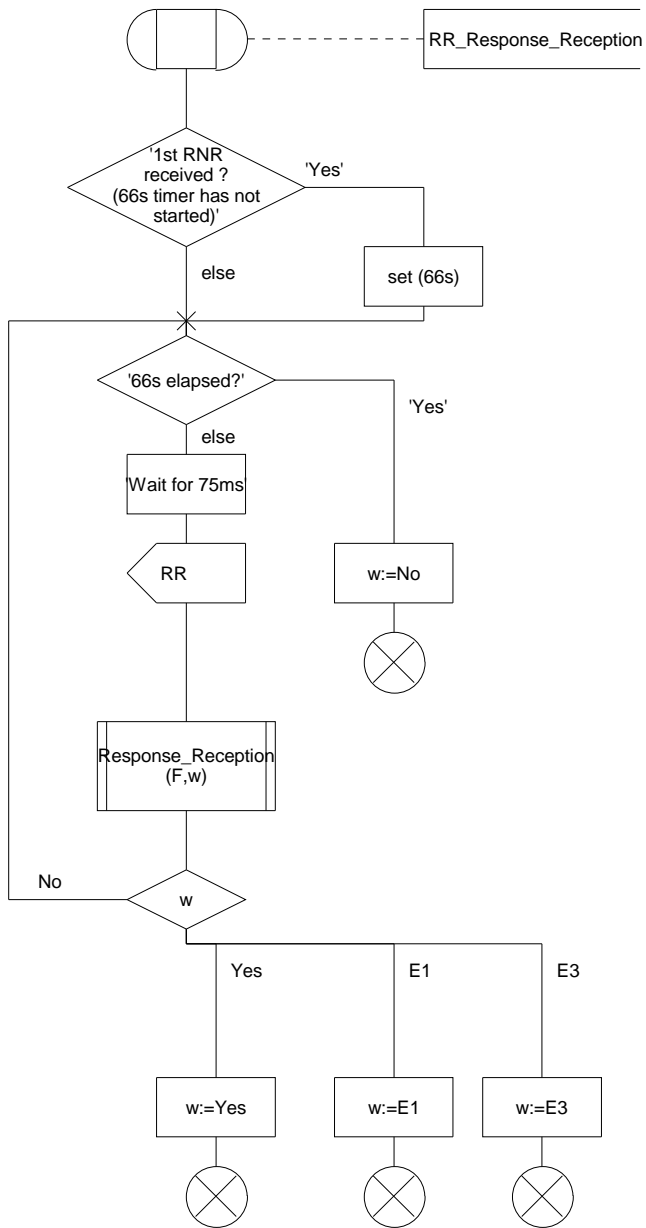 RR_Response_Reception
'1st RNR
received ?
(66s timer has not
started)'
'Yes'
set (66s)
else
'66s elapsed?'
'Yes'
else
'Wait for 75ms'
RR
w:=No
Response_Reception
(F,w)
No
w
Yes
E1
E3
w:=Yes
w:=E1
w:=E3